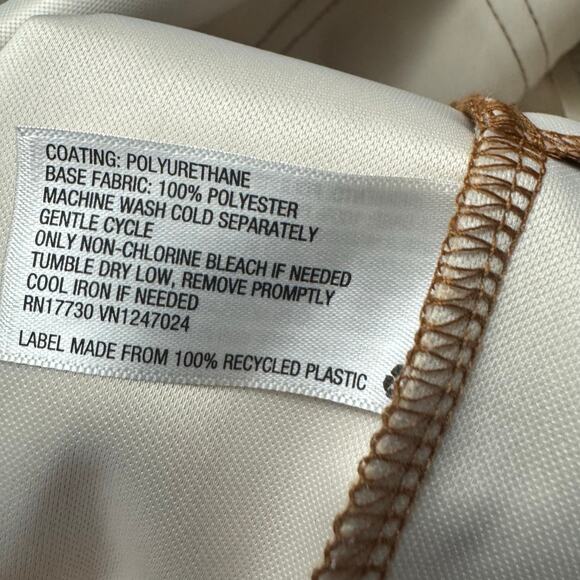 COATING: POLYURETHANE
BASE FABRIC: 100% POLYESTER
MACHINE WASH COLD SEPARATELY
GENTLE CYCLE
ONLY NON-CHLORINE BLEACH IF NEEDED
TUMBLE DRY LOW, REMOVE PROMPTLY
COOL IRON IF NEEDED
RN17730 VN1247024
LABEL MADE FROM 100% RECYCLED PLASTIC